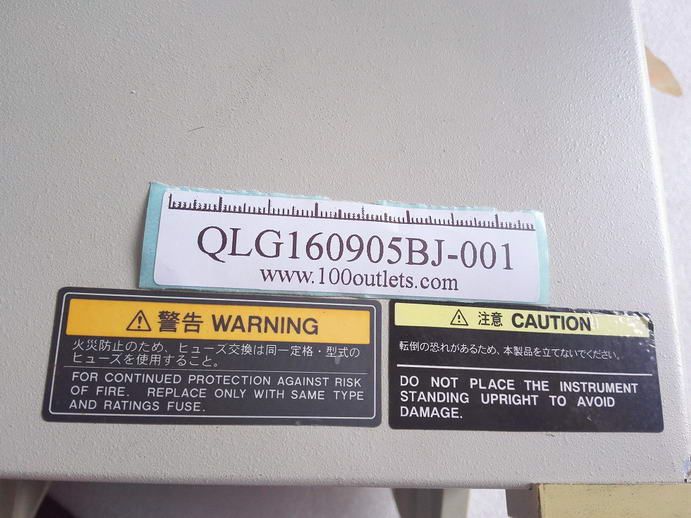 QLG160905BJ-001
www.100outlets.com
⚠ 警告 WARNING
火災防止のため、ヒューズ交換は同一定格・型式の
ヒューズを使用すること。
FOR CONTINUED PROTECTION AGAINST RISK
OF FIRE. REPLACE ONLY WITH SAME TYPE
AND RATINGS FUSE.
⚠ 注意 CAUTION
転倒の恐れがあるため、本製品を立てないでください。
DO NOT PLACE THE INSTRUMENT
STANDING UPRIGHT TO AVOID
DAMAGE.